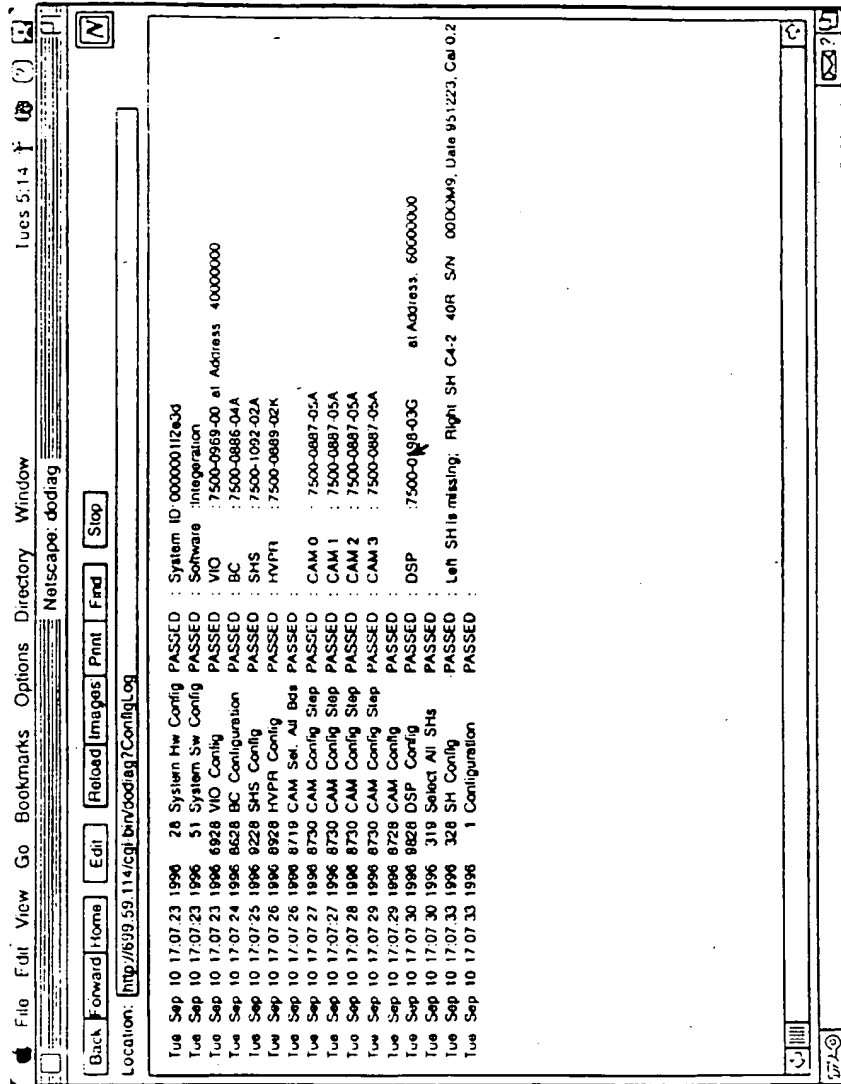 File Edit View Go Bookmarks Options Directory Window Tues 5:14
Netscape: dodiag
Back Forward Home Edit Reload Images Print Find Stop
N
Location: http://699.59.114/cgi-bin/dodiag?ConfigLog
Tue Sep 10 17:07:23 1996 28 System Hw Config PASSED : System ID:000000112e3d
Tue Sep 10 17:07:23 1996 51 System Sw Config PASSED : Software :Integeration
Tue Sep 10 17:07:23 1996 6928 VIO Config PASSED : VIO :7500-0969-00 at Address 40000000
Tue Sep 10 17:07:24 1996 8628 BC Configuration PASSED : BC :7500-0886-04A
Tue Sep 10 17:07:25 1996 9228 SHS Config PASSED : SHS :7500-1092-02A
Tue Sep 10 17:07:26 1996 8928 HVPR Config PASSED : HVPR :7500-0889-02K
Tue Sep 10 17:07:26 1996 8719 CAM Sel. All Bds PASSED :
Tue Sep 10 17:07:27 1996 8730 CAM Config Step PASSED : CAM 0 : 7500-0887-05A
Tue Sep 10 17:07:27 1996 8730 CAM Config Step PASSED : CAM 1 : 7500-0887-05A
Tue Sep 10 17:07:28 1996 8730 CAM Config Step PASSED : CAM 2 : 7500-0887-05A
Tue Sep 10 17:07:29 1996 8730 CAM Config Step PASSED : CAM 3 : 7500-0887-05A
Tue Sep 10 17:07:29 1996 8728 CAM Config PASSED :
Tue Sep 10 17:07:30 1996 9828 DSP Config PASSED : DSP :7500-0198-03G at Address. 60000000
Tue Sep 10 17:07:30 1996 319 Select All SHs PASSED :
Tue Sep 10 17:07:33 1996 328 SH Config PASSED : Left SH is missing; Right SH C4-2 40R S/N 00DOM9, Date 951223, Cal 0.2
Tue Sep 10 17:07:33 1996 1 Configuration PASSED :
?